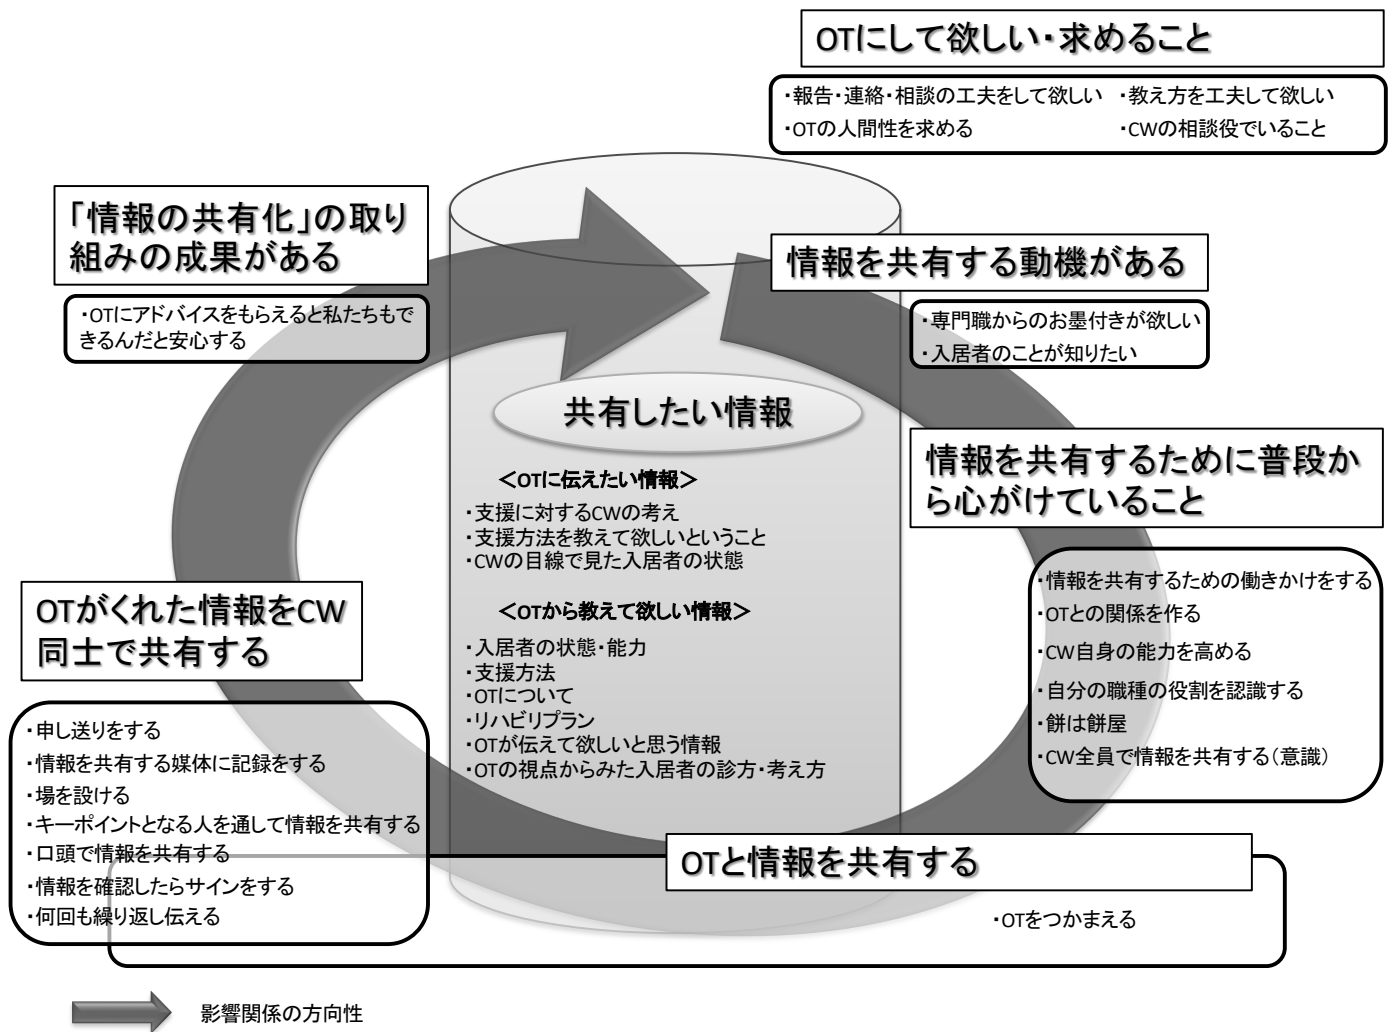 OTにして欲しい・求めること
・報告・連絡・相談の工夫をして欲しい ・教え方を工夫して欲しい
・OTの人間性を求める ・CWの相談役でいること
「情報の共有化」の取り
組みの成果がある
・OTにアドバイスをもらえると私たちもで
きるんだと安心する
情報を共有する動機がある
・専門職からのお墨付きが欲しい
・入居者のことが知りたい
共有したい情報
＜OTに伝えたい情報＞
・支援に対するCWの考え
・支援方法を教えて欲しいということ
・CWの目線で見た入居者の状態
＜OTから教えて欲しい情報＞
・入居者の状態・能力
・支援方法
・OTについて
・リハビリプラン
・OTが伝えて欲しいと思う情報
・OTの視点からみた入居者の診方・考え方
情報を共有するために普段か
ら心がけていること
・情報を共有するための働きかけをする
・OTとの関係を作る
・CW自身の能力を高める
・自分の職種の役割を認識する
・餅は餅屋
・CW全員で情報を共有する（意識）
OTがくれた情報をCW
同士で共有する
・申し送りをする
・情報を共有する媒体に記録をする
・場を設ける
・キーポイントとなる人を通して情報を共有する
・口頭で情報を共有する
・情報を確認したらサインをする
・何回も繰り返し伝える
OTと情報を共有する
・OTをつかまえる
影響関係の方向性